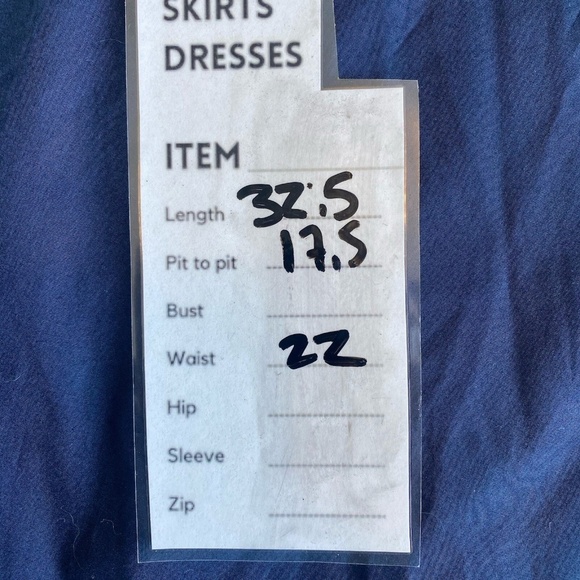 SKIRTS
DRESSES
ITEM
Length 32.5
Pit to pit 17.5
Bust
Waist 22
Hip
Sleeve
Zip